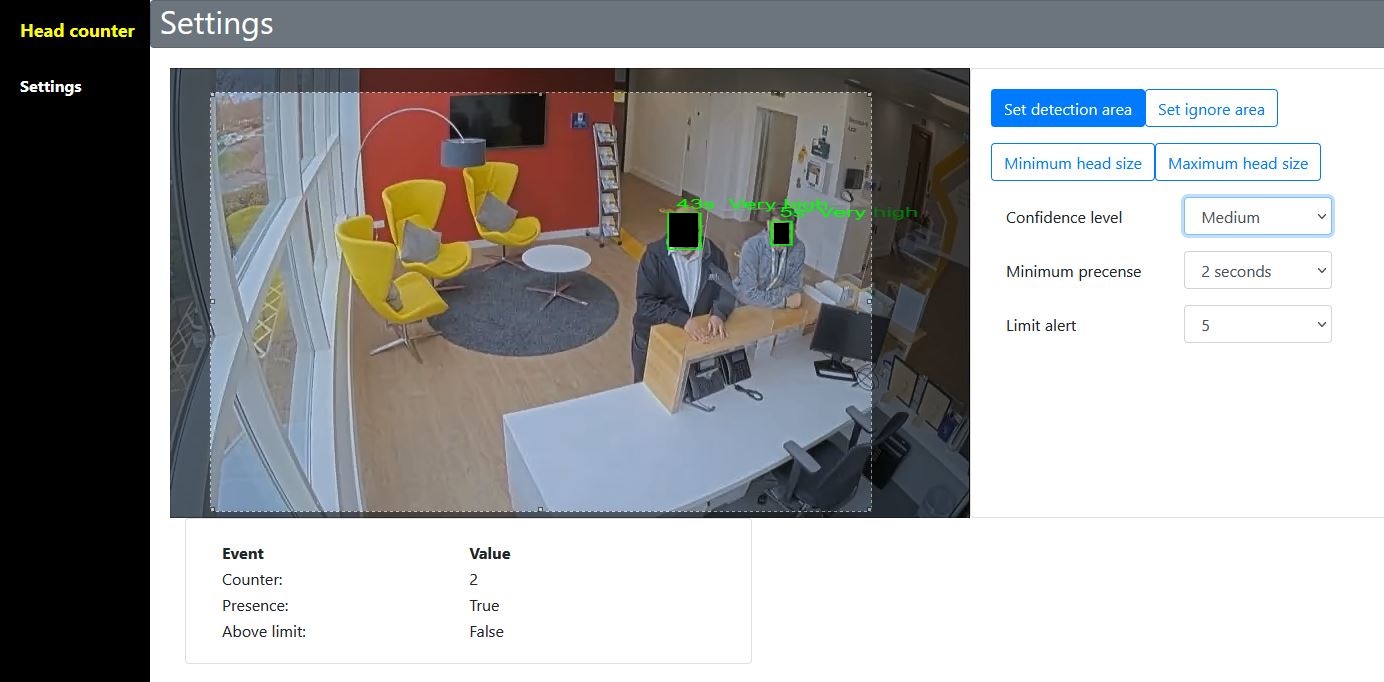 Head counter
Settings
Settings
43s Very high
5s Very high
Set detection area
Set ignore area
Minimum head size
Maximum head size
Confidence level
Medium
Minimum precense
2 seconds
Limit alert
5
Event Value
Counter: 2
Presence: True
Above limit: False